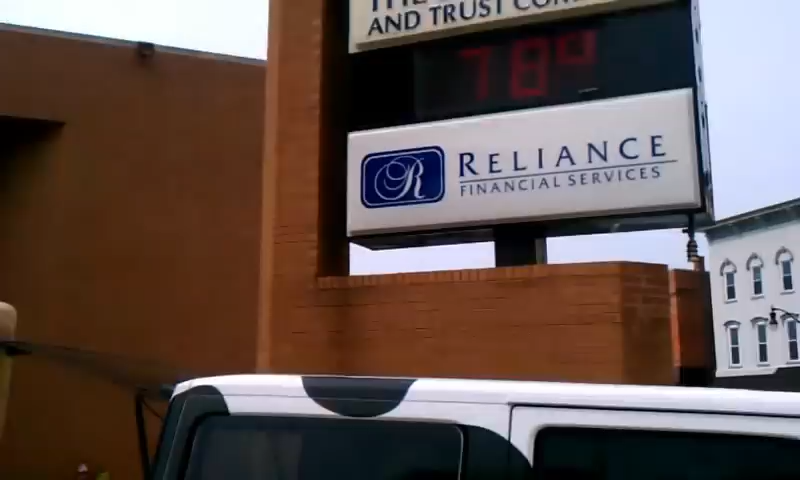 AND TRUST COM
78°
R
RELIANCE
FINANCIAL SERVICES